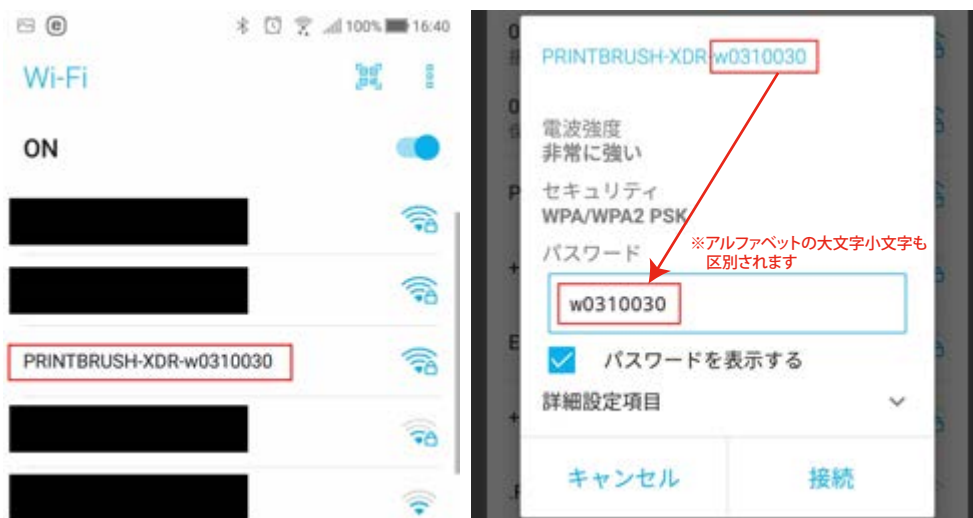 100% 16:40
Wi-Fi
ON
PRINTBRUSH-XDR-w0310030
PRINTBRUSH-XDR-w0310030
電波強度
非常に強い
セキュリティ
WPA/WPA2 PSK
※アルファベットの大文字小文字も
区別されます
パスワード
w0310030
パスワードを表示する
詳細設定項目
キャンセル 接続